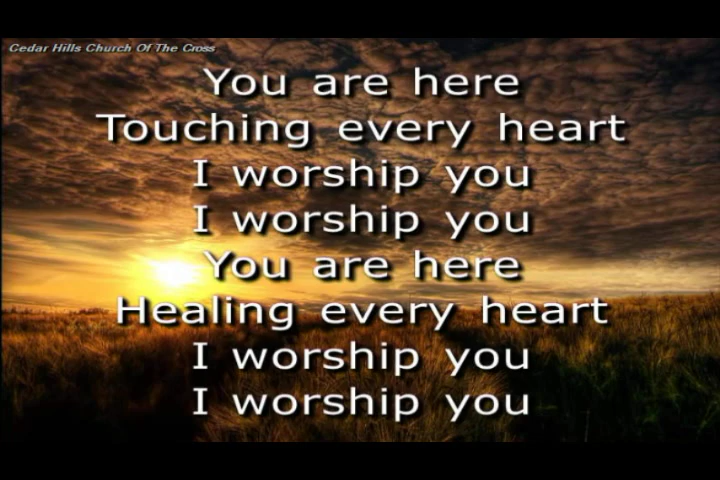 Cedar Hills Church Of The Cross
You are here
Touching every heart
I worship you
I worship you
You are here
Healing every heart
I worship you
I worship you